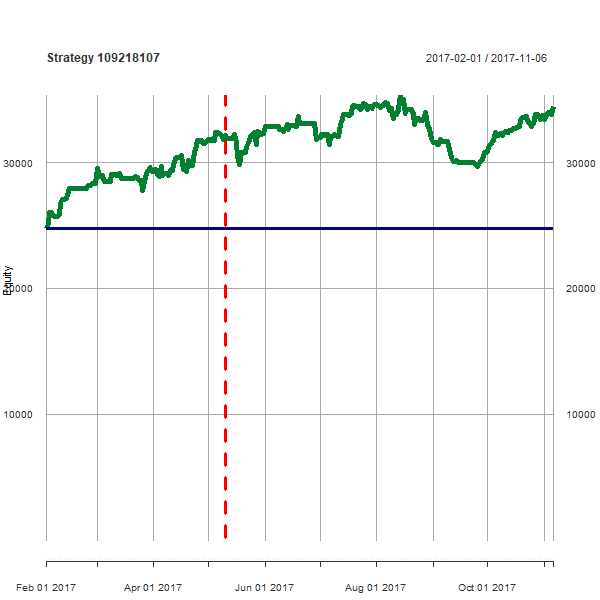 Strategy 109218107
2017-02-01 / 2017-11-06
30000
30000
Equity
20000
20000
10000
10000
Feb 01 2017
Apr 01 2017
Jun 01 2017
Aug 01 2017
Oct 01 2017